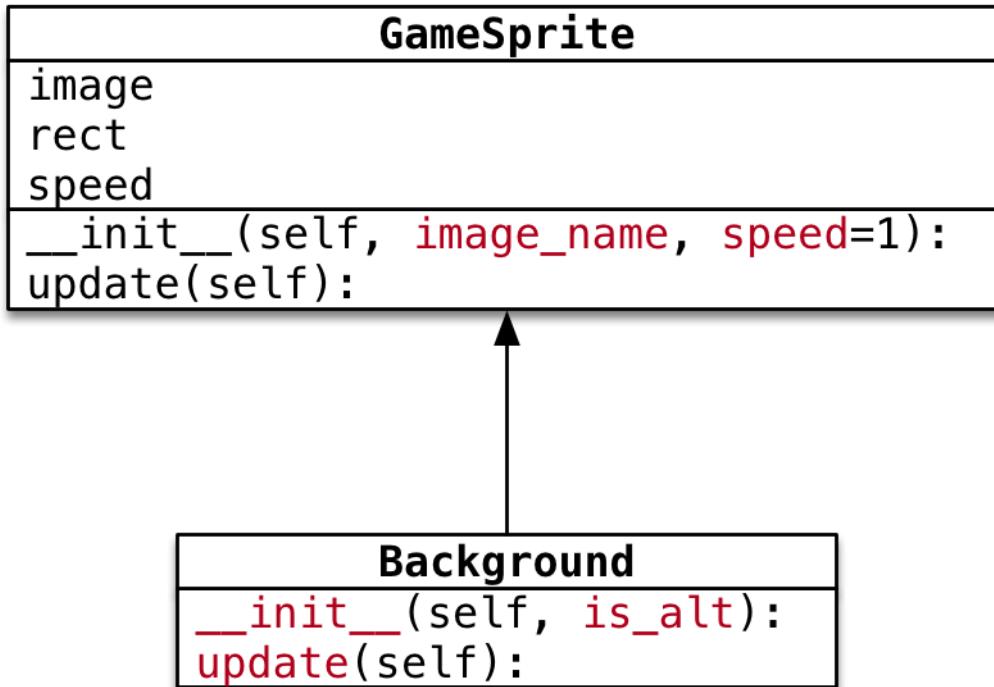 GameSprite
image
rect
speed
__init__(self, image_name, speed=1):
update(self):
Background
__init__(self, is_alt):
update(self):